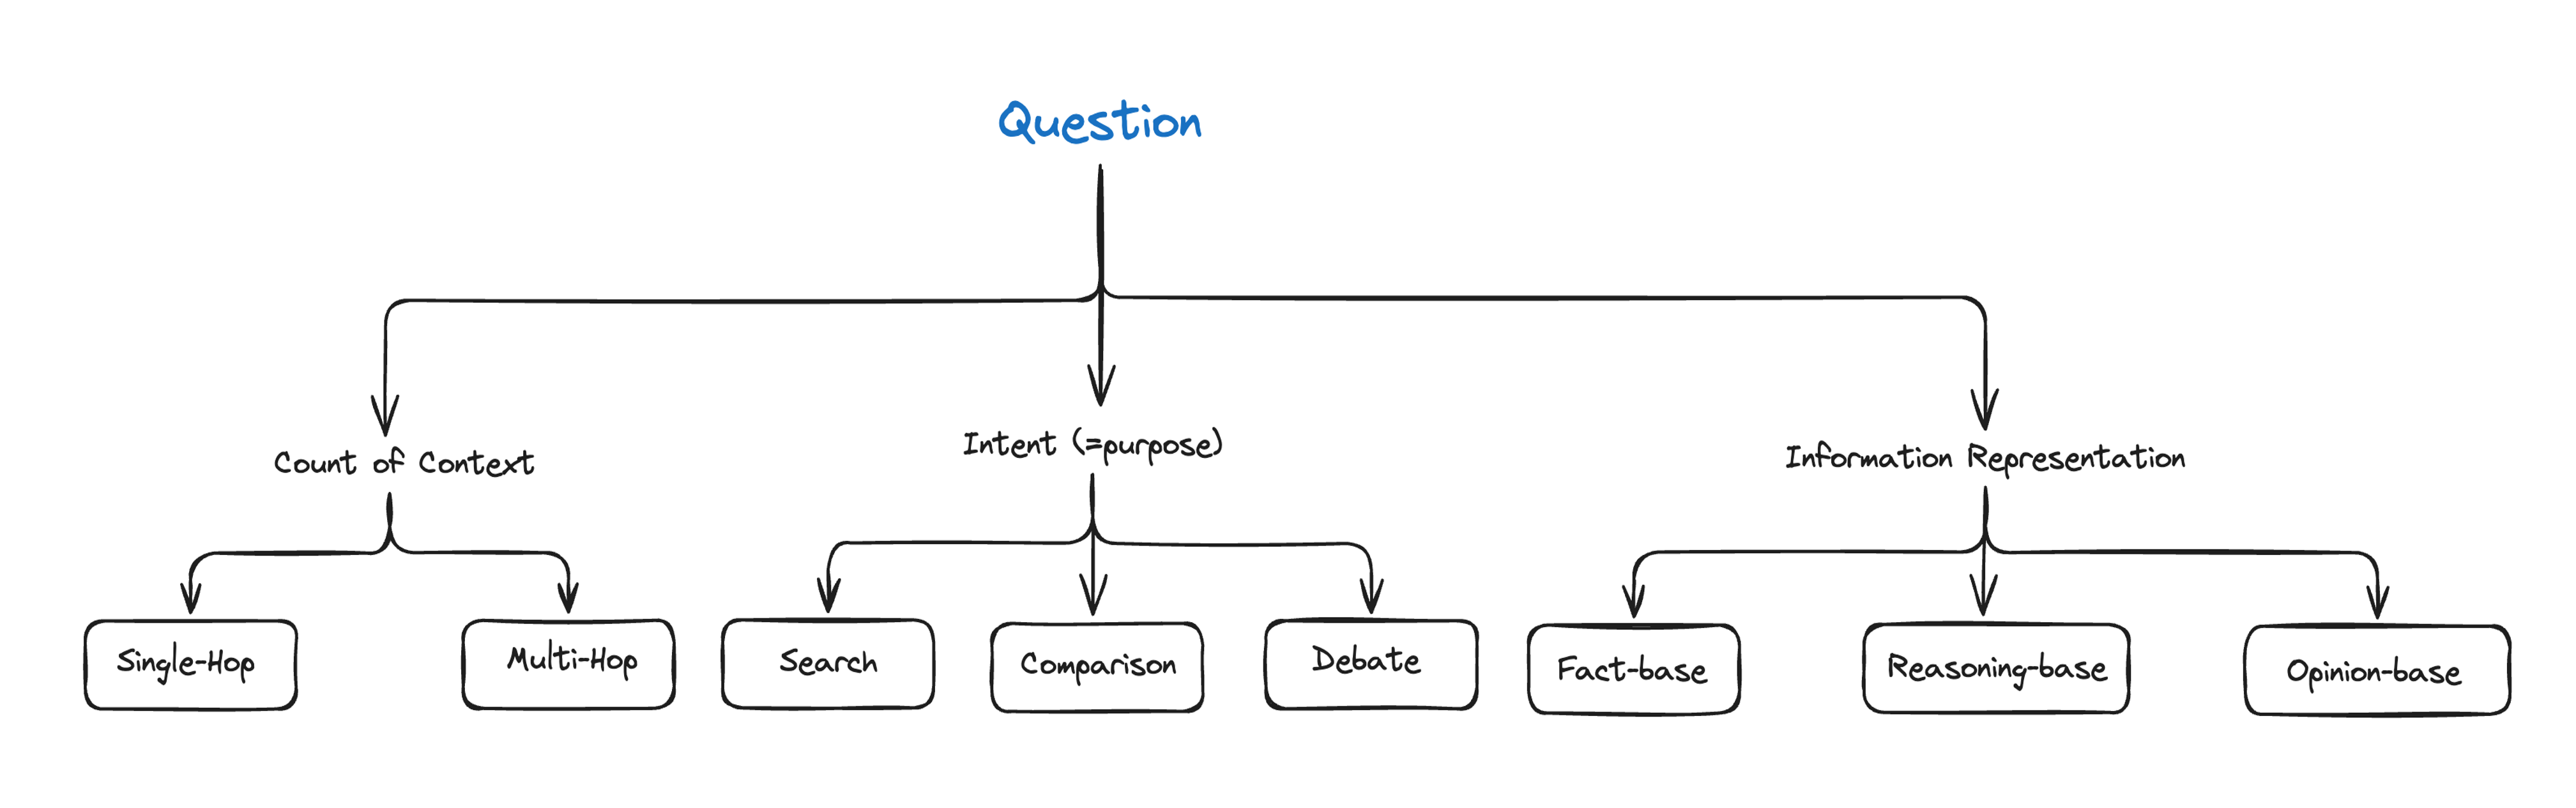 Question
Count of Context
Intent (=purpose)
Information Representation
Single-Hop
Multi-Hop
Search
Comparison
Debate
Fact-base
Reasoning-base
Opinion-base